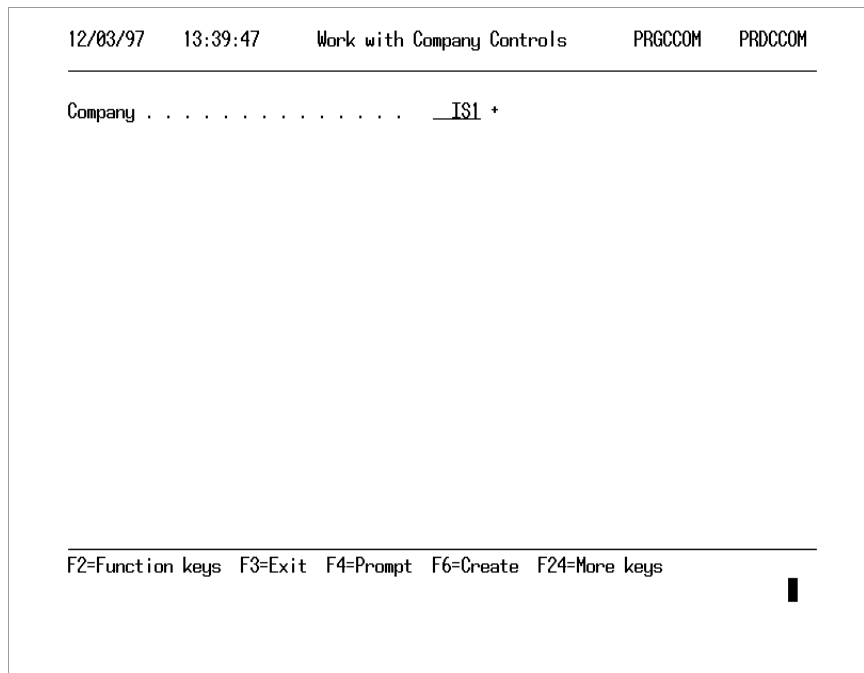 12/03/97 13:39:47 Work with Company Controls PRGCCOM PRDCCOM
Company . . . . . . . . . . . . . . IS1 +
F2=Function keys F3=Exit F4=Prompt F6=Create F24=More keys